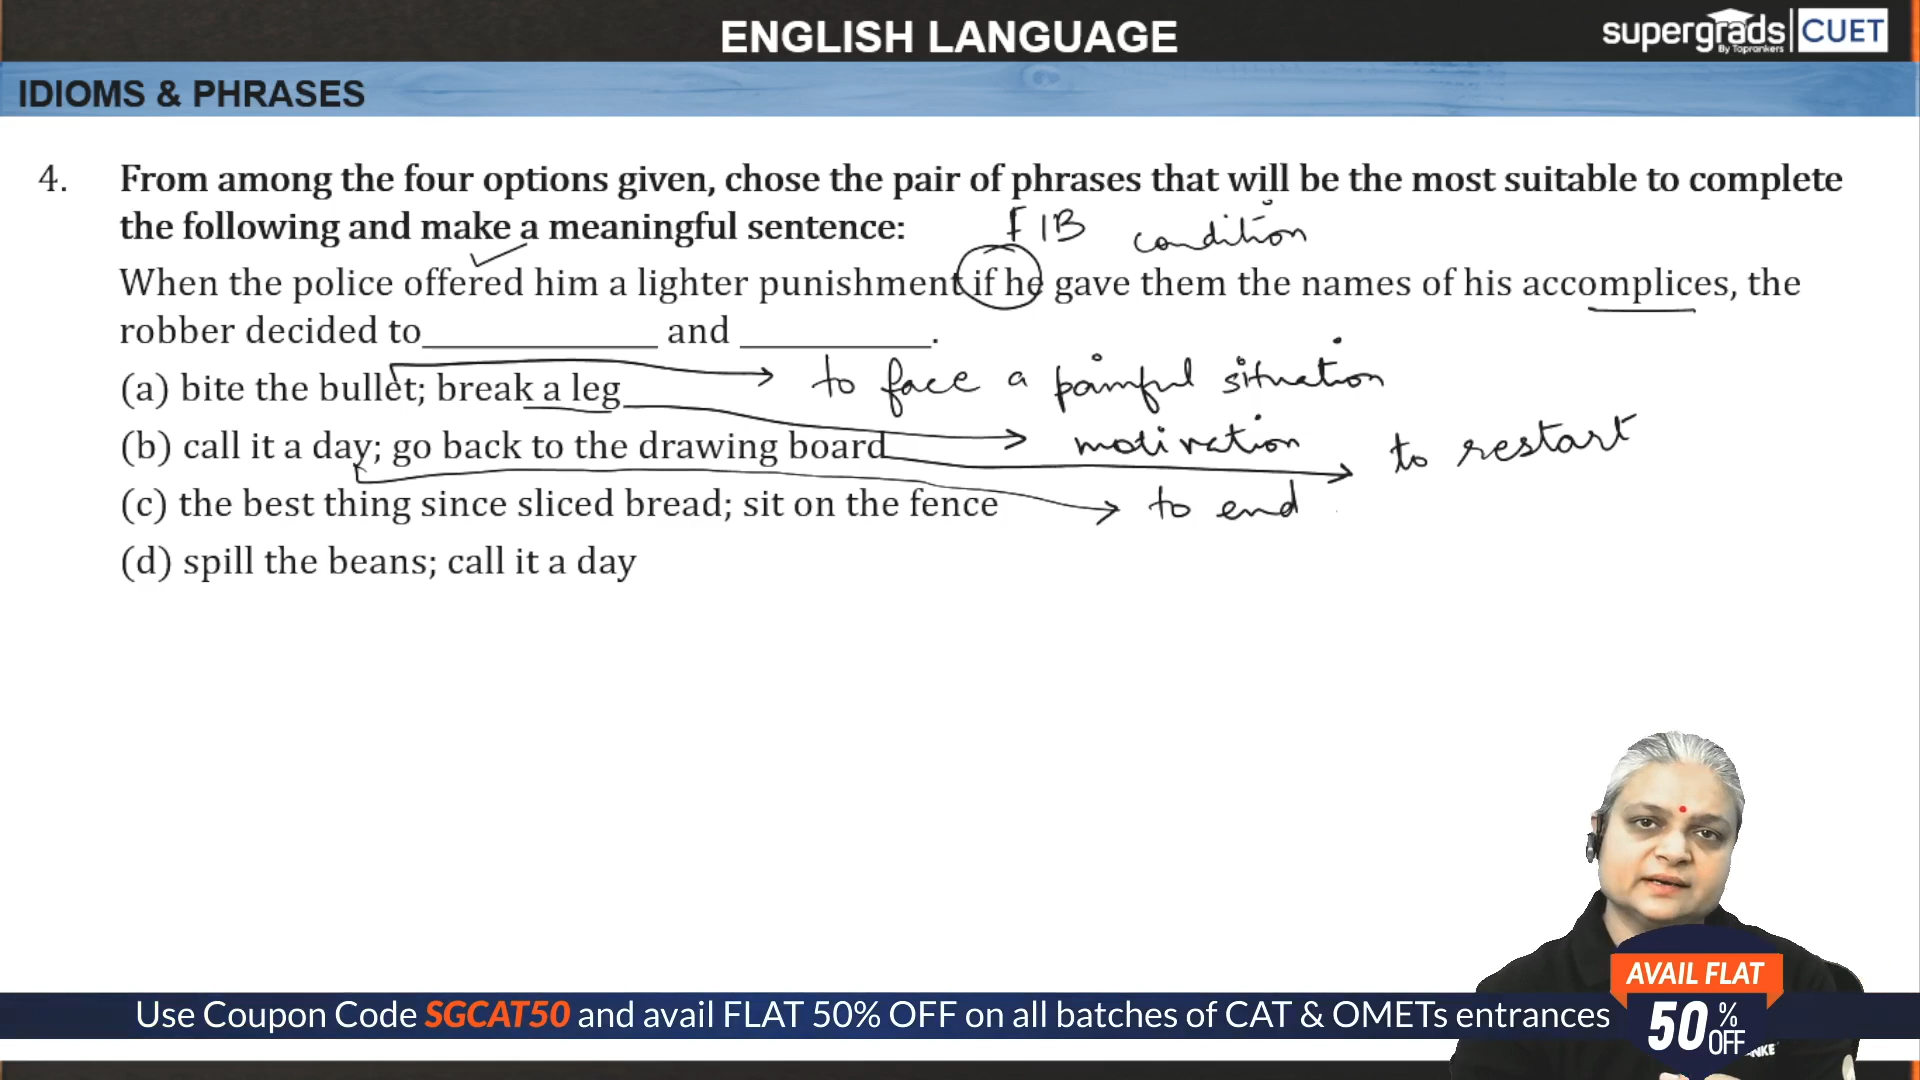 ENGLISH LANGUAGE
supergrads CUET
By Toprankers
IDIOMS & PHRASES
4. From among the four options given, chose the pair of phrases that will be the most suitable to complete
the following and make a meaningful sentence:
FIB condition
When the police offered him a lighter punishment if he gave them the names of his accomplices, the
robber decided to____________ and __________.
(a) bite the bullet; break a leg
to face a painful situation
(b) call it a day; go back to the drawing board
motivation
to restart
(c) the best thing since sliced bread; sit on the fence
to end
(d) spill the beans; call it a day
AVAIL FLAT
Use Coupon Code SGCAT50 and avail FLAT 50% OFF on all batches of CAT & OMETs entrances
50% OFF